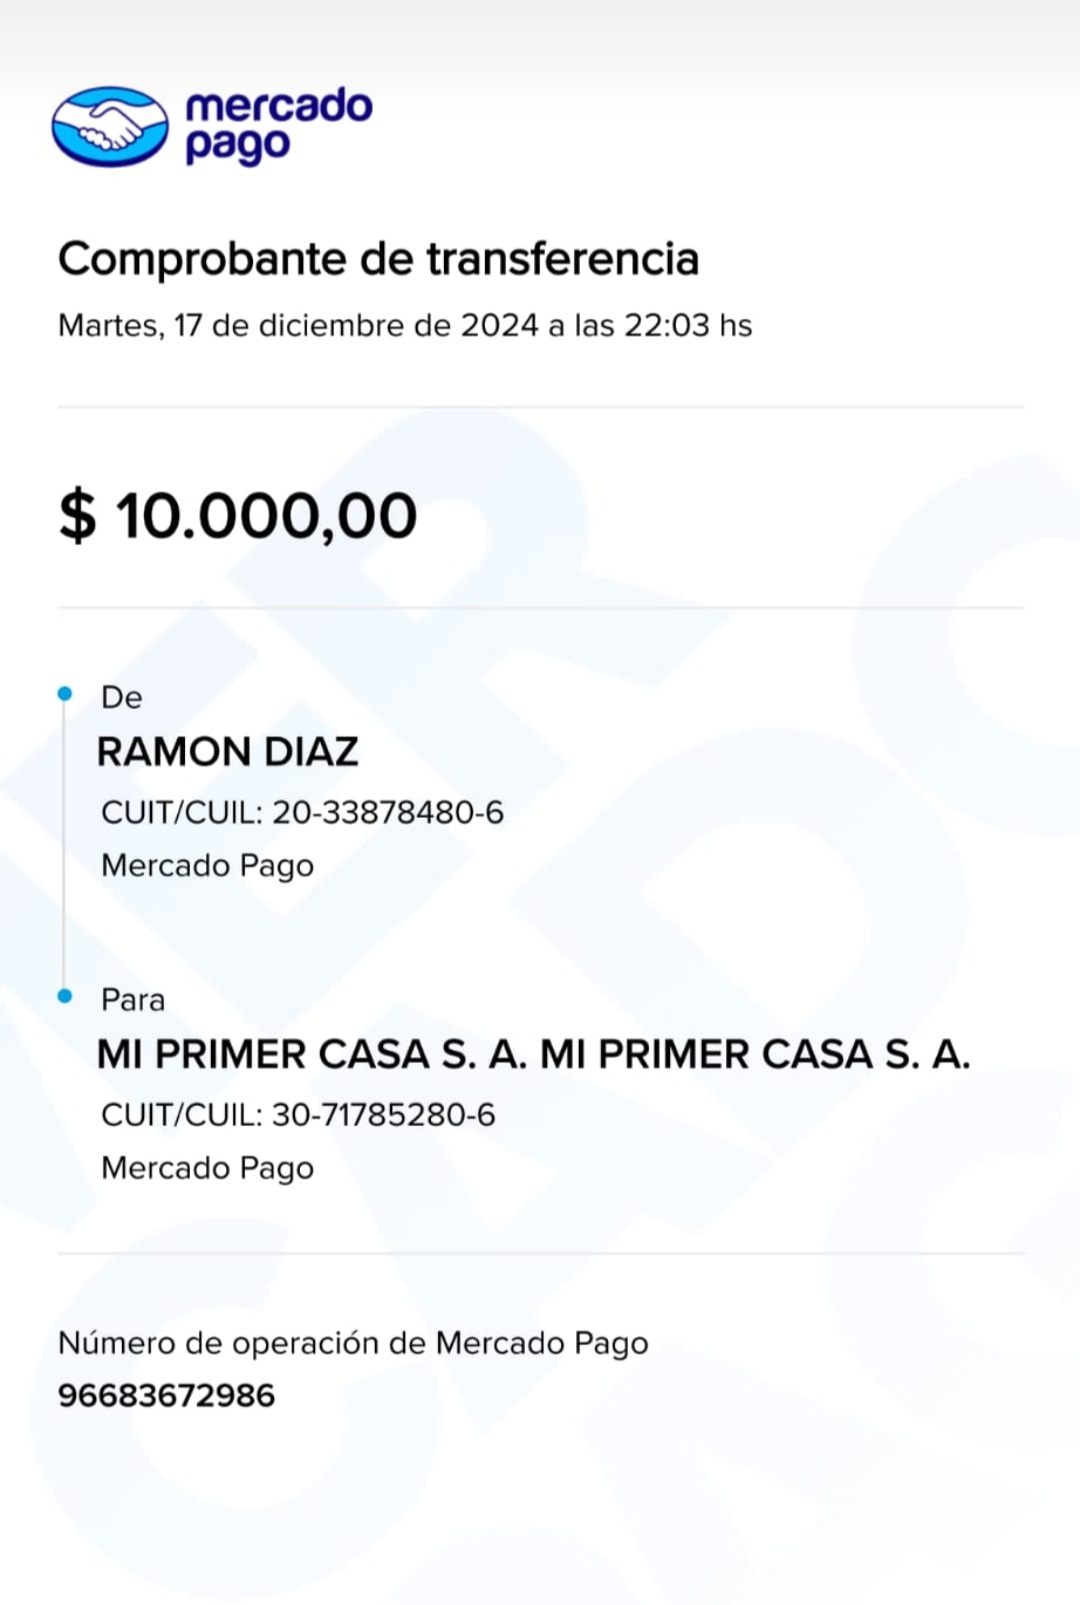 mercado
pago
Comprobante de transferencia
Martes, 17 de diciembre de 2024 a las 22:03 hs
$ 10.000,00
De
RAMON DIAZ
CUIT/CUIL: 20-33878480-6
Mercado Pago
Para
MI PRIMER CASA S. A. MI PRIMER CASA S. A.
CUIT/CUIL: 30-71785280-6
Mercado Pago
Número de operación de Mercado Pago
96683672986